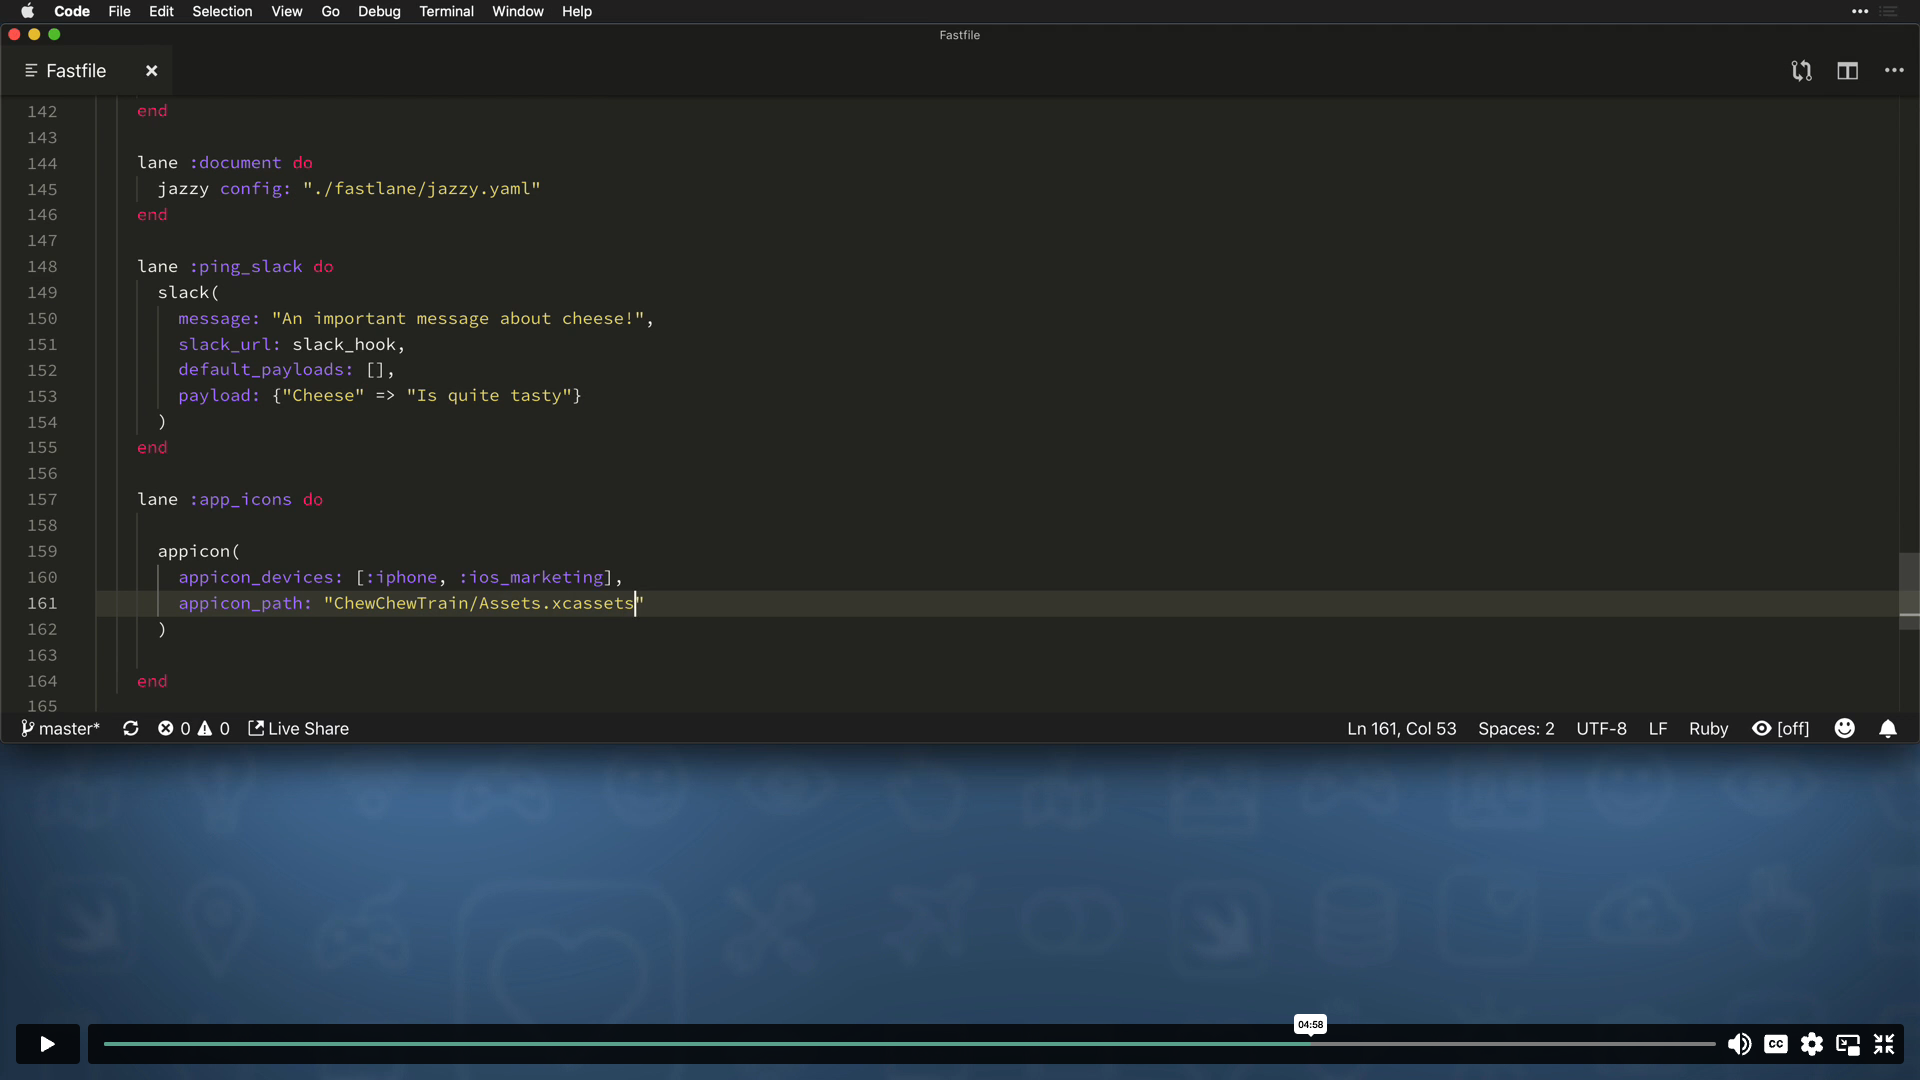 Code File Edit Selection View Go Debug Terminal Window Help
Fastfile
Fastfile
142 end
143
144 lane :document do
145 jazzy config: "./fastlane/jazzy.yaml"
146 end
147
148 lane :ping_slack do
149 slack(
150 message: "An important message about cheese!",
151 slack_url: slack_hook,
152 default_payloads: [],
153 payload: {"Cheese" => "Is quite tasty"}
154 )
155 end
156
157 lane :app_icons do
158
159 appicon(
160 appicon_devices: [:iphone, :ios_marketing],
161 appicon_path: "ChewChewTrain/Assets.xcassets"
162 )
163
164 end
165
master* 0 0 Live Share Ln 161, Col 53 Spaces: 2 UTF-8 LF Ruby [off]
04:58
CC